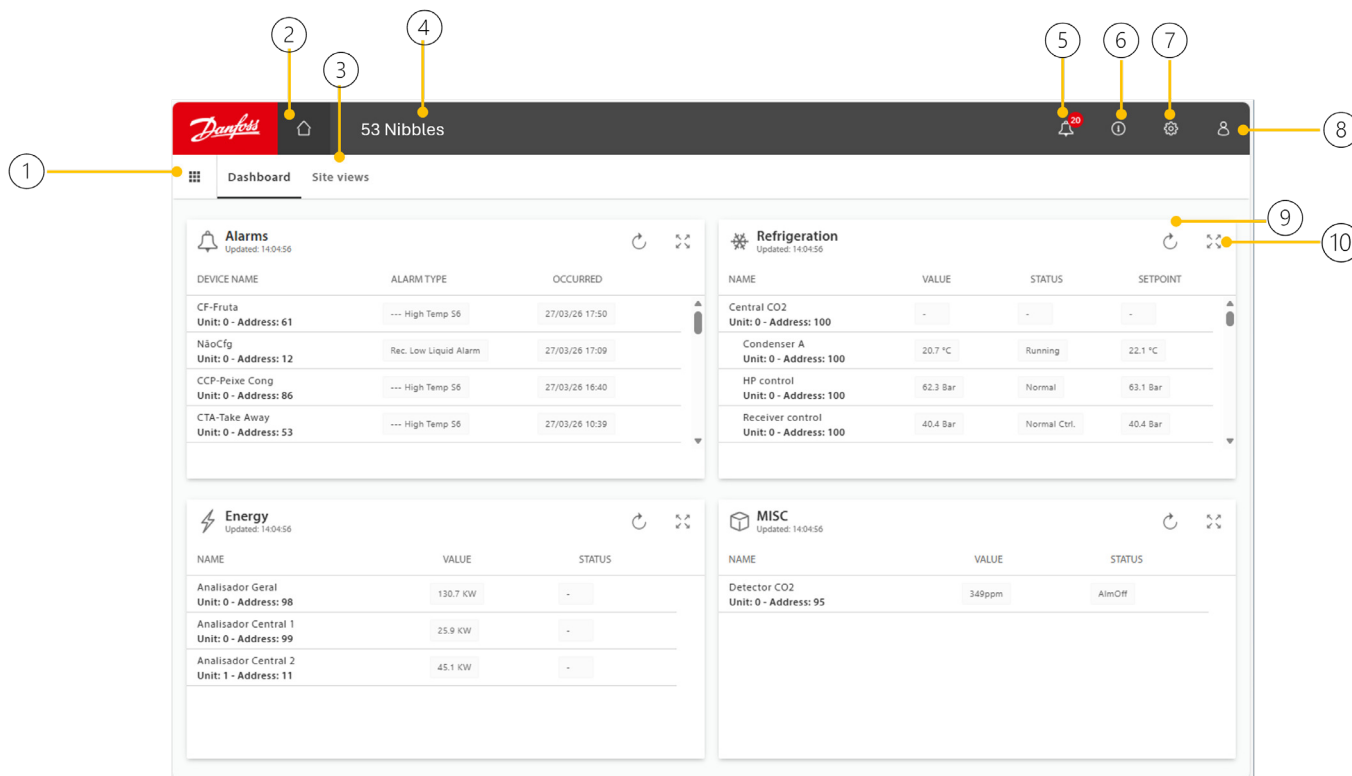 2
4
3
5
6
7
8
1
9
10
Danfoss
53 Nibbles
20
Dashboard
Site views
Alarms
Updated: 14:04:56
DEVICE NAME
ALARM TYPE
OCCURRED
CF-Fruta
Unit: 0 - Address: 61
--- High Temp S6
27/03/26 17:50
NãoCfg
Unit: 0 - Address: 12
Rec. Low Liquid Alarm
27/03/26 17:09
CCP-Peixe Cong
Unit: 0 - Address: 86
--- High Temp S6
27/03/26 16:40
CTA-Take Away
Unit: 0 - Address: 53
--- High Temp S6
27/03/26 10:39
Refrigeration
Updated: 14:04:56
NAME
VALUE
STATUS
SETPOINT
Central CO2
Unit: 0 - Address: 100
-
-
-
Condenser A
Unit: 0 - Address: 100
20.7 °C
Running
22.1 °C
HP control
Unit: 0 - Address: 100
62.3 Bar
Normal
63.1 Bar
Receiver control
Unit: 0 - Address: 100
40.4 Bar
Normal Ctrl.
40.4 Bar
Energy
Updated: 14:04:56
NAME
VALUE
STATUS
Analisador Geral
Unit: 0 - Address: 98
130.7 KW
-
Analisador Central 1
Unit: 0 - Address: 99
25.9 KW
-
Analisador Central 2
Unit: 1 - Address: 11
45.1 KW
-
MISC
Updated: 14:04:56
NAME
VALUE
STATUS
Detector CO2
Unit: 0 - Address: 95
349ppm
AlmOff